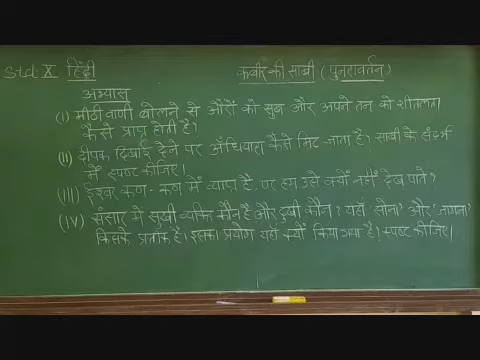 Std X हिंदी
कबीर की साखी (पुनरावर्तन)
अभ्यास
(I) मीठी वाणी बोलने से औरों को सुख और अपने तन को शीतलता
कैसे प्राप्त होती है?
(II) दीपक दिखाई देने पर अँधियारा कैसे मिट जाता है? साखी के संदर्भ
में स्पष्ट कीजिए।
(III) ईश्वर कण-कण में व्याप्त है, पर हम उसे क्यों नहीं देख पाते?
(IV) संसार में सुखी व्यक्ति कौन है और दुखी कौन? यहाँ 'सोना' और 'जागना'
किसके प्रतीक हैं? इसका प्रयोग यहाँ क्यों किया गया है? स्पष्ट कीजिए।